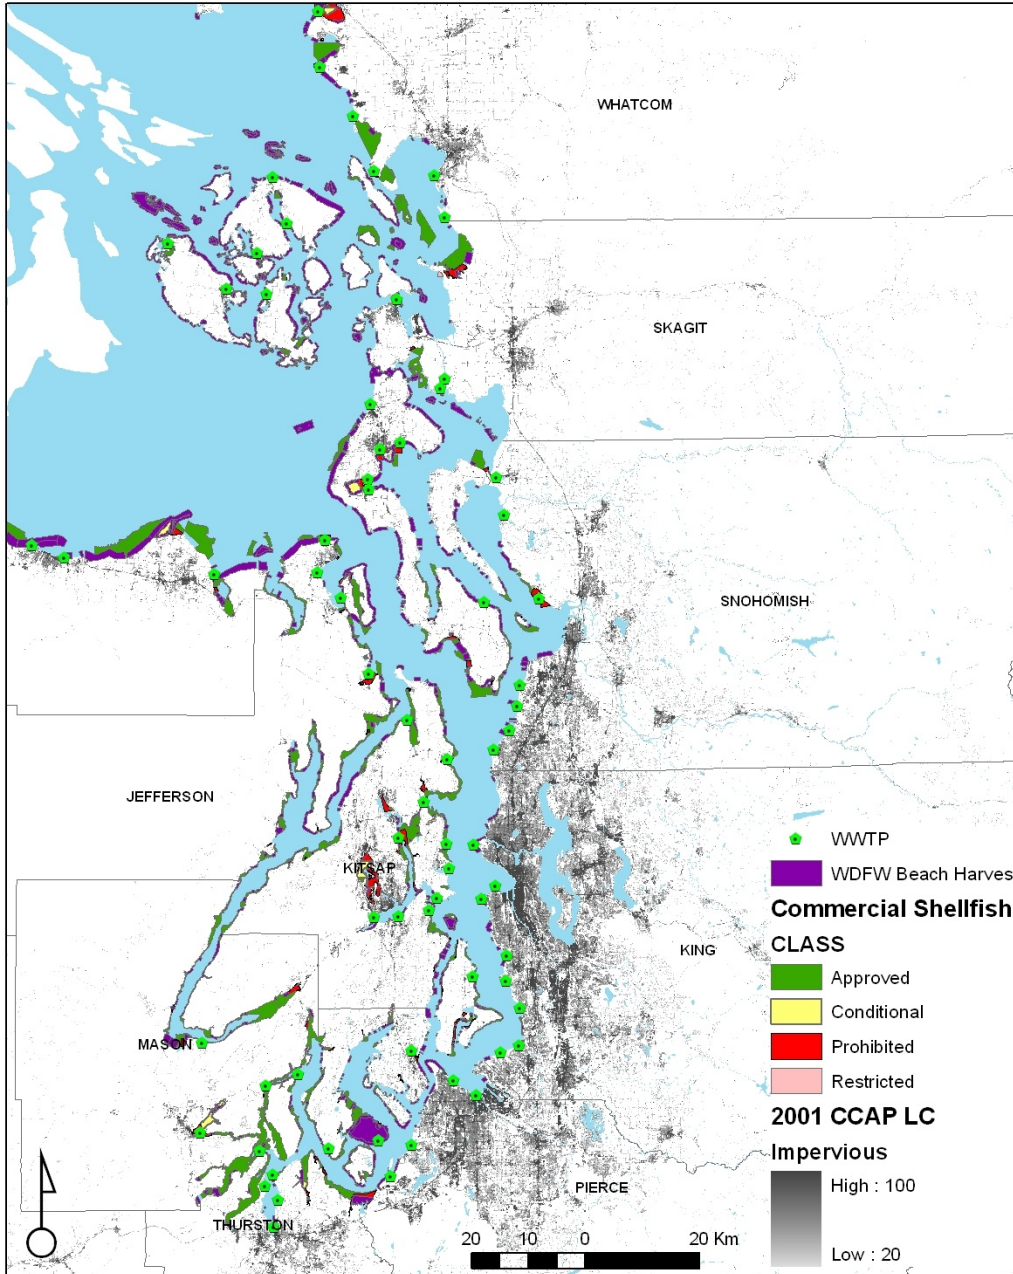 WHATCOM
SKAGIT
SNOHOMISH
JEFFERSON
KITSAP
KING
MASON
PIERCE
THURSTON
WWTP
WDFW Beach Harves
Commercial Shellfish
CLASS
Approved
Conditional
Prohibited
Restricted
2001 CCAP LC
Impervious
High : 100
Low : 20
20 10 0 20 Km